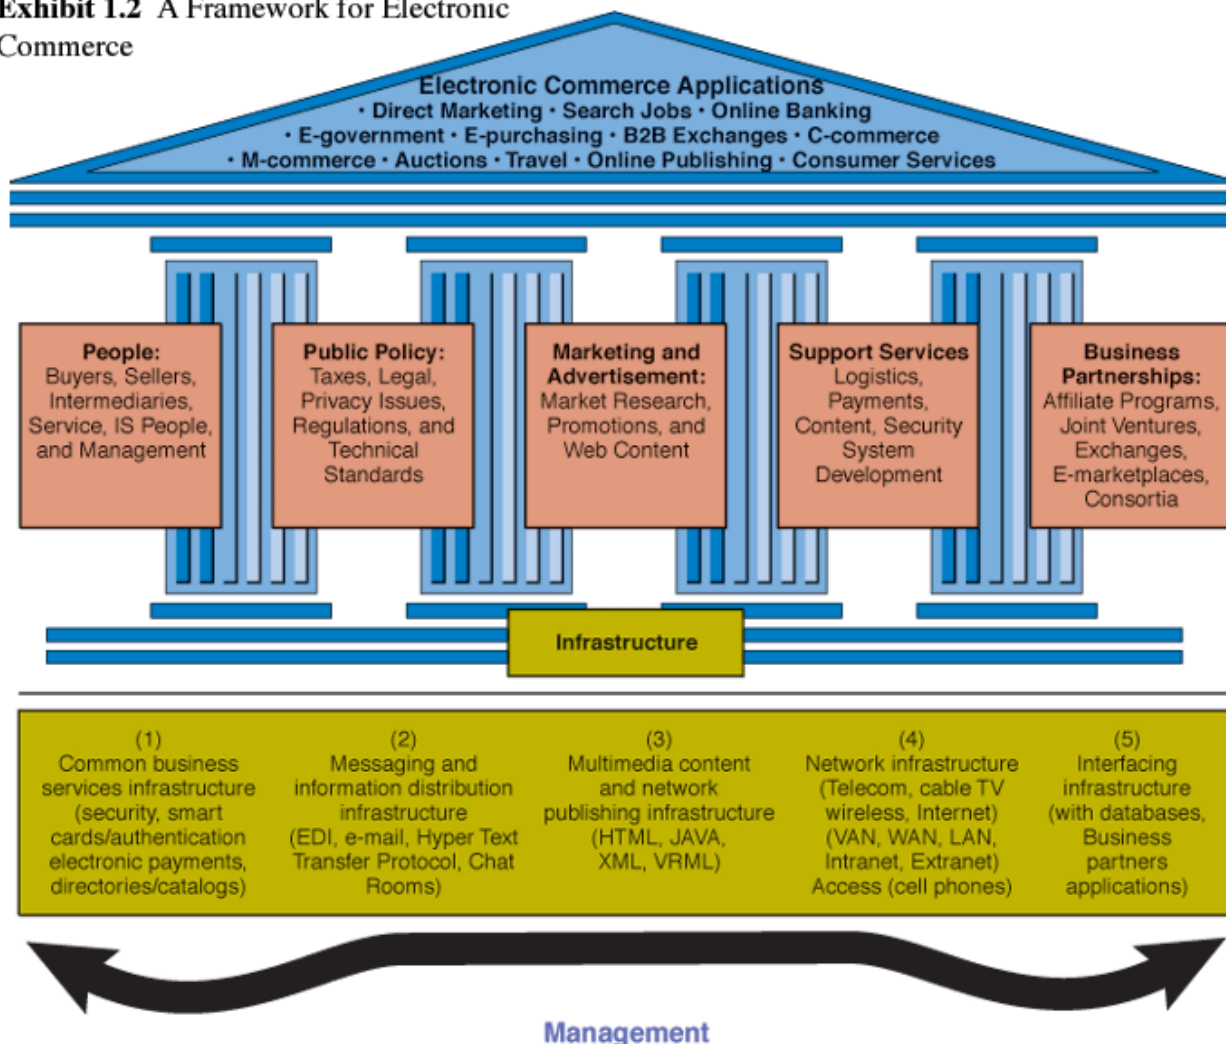 Exhibit 1.2 A Framework for Electronic
Commerce
Electronic Commerce Applications
• Direct Marketing • Search Jobs • Online Banking
• E-government • E-purchasing • B2B Exchanges • C-commerce
• M-commerce • Auctions • Travel • Online Publishing • Consumer Services
People:
Buyers, Sellers,
Intermediaries,
Service, IS People,
and Management
Public Policy:
Taxes, Legal,
Privacy Issues,
Regulations, and
Technical
Standards
Marketing and
Advertisement:
Market Research,
Promotions, and
Web Content
Support Services
Logistics,
Payments,
Content, Security
System
Development
Business
Partnerships:
Affiliate Programs,
Joint Ventures,
Exchanges,
E-marketplaces,
Consortia
Infrastructure
(1)
Common business
services infrastructure
(security, smart
cards/authentication
electronic payments,
directories/catalogs)
(2)
Messaging and
information distribution
infrastructure
(EDI, e-mail, Hyper Text
Transfer Protocol, Chat
Rooms)
(3)
Multimedia content
and network
publishing infrastructure
(HTML, JAVA,
XML, VRML)
(4)
Network infrastructure
(Telecom, cable TV
wireless, Internet)
(VAN, WAN, LAN,
Intranet, Extranet)
Access (cell phones)
(5)
Interfacing
infrastructure
(with databases,
Business
partners
applications)
Management